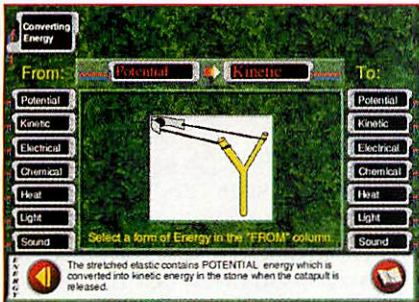 Converting
Energy
From: Potential Kinetic To:
Potential Potential
Kinetic Kinetic
Electrical Electrical
Chemical Chemical
Heat Heat
Light Light
Sound Sound
Select a form of Energy in the "FROM" column.
ENERGY
The stretched elastic contains POTENTIAL energy which is
converted into kinetic energy in the stone when the catapult is
released.